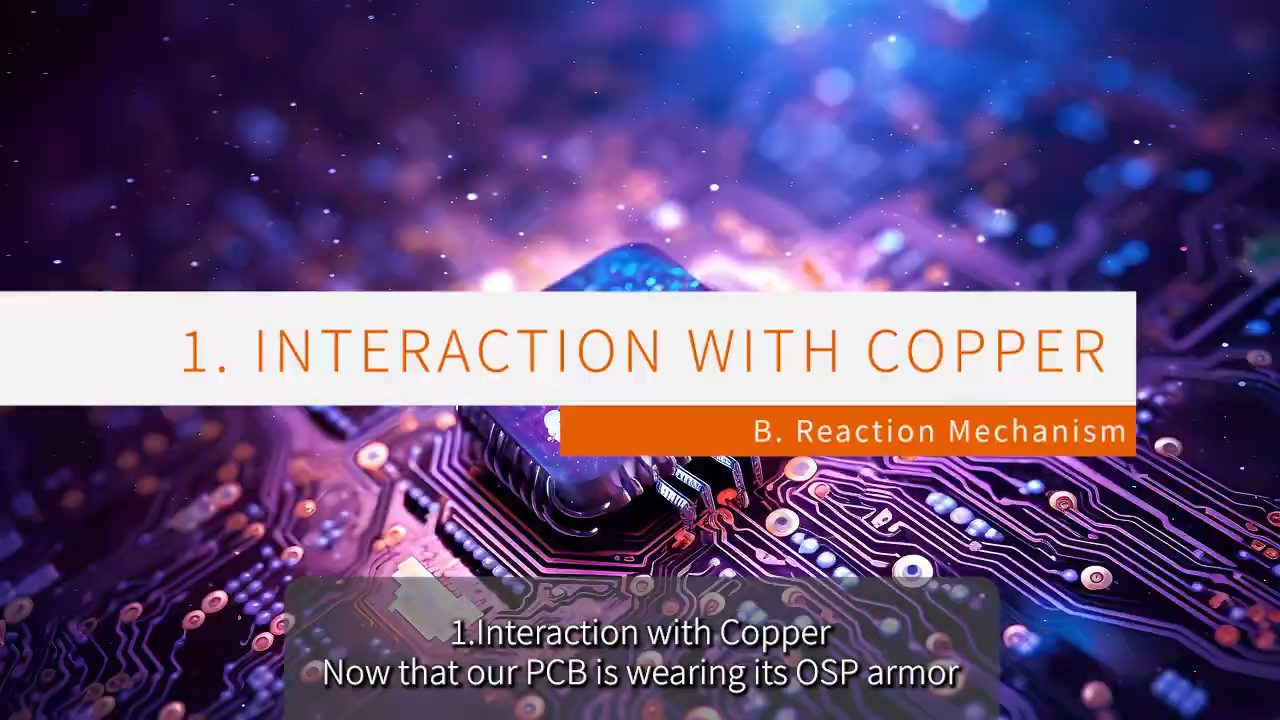 1. INTERACTION WITH COPPER
B. Reaction Mechanism
1.Interaction with Copper
Now that our PCB is wearing its OSP armor